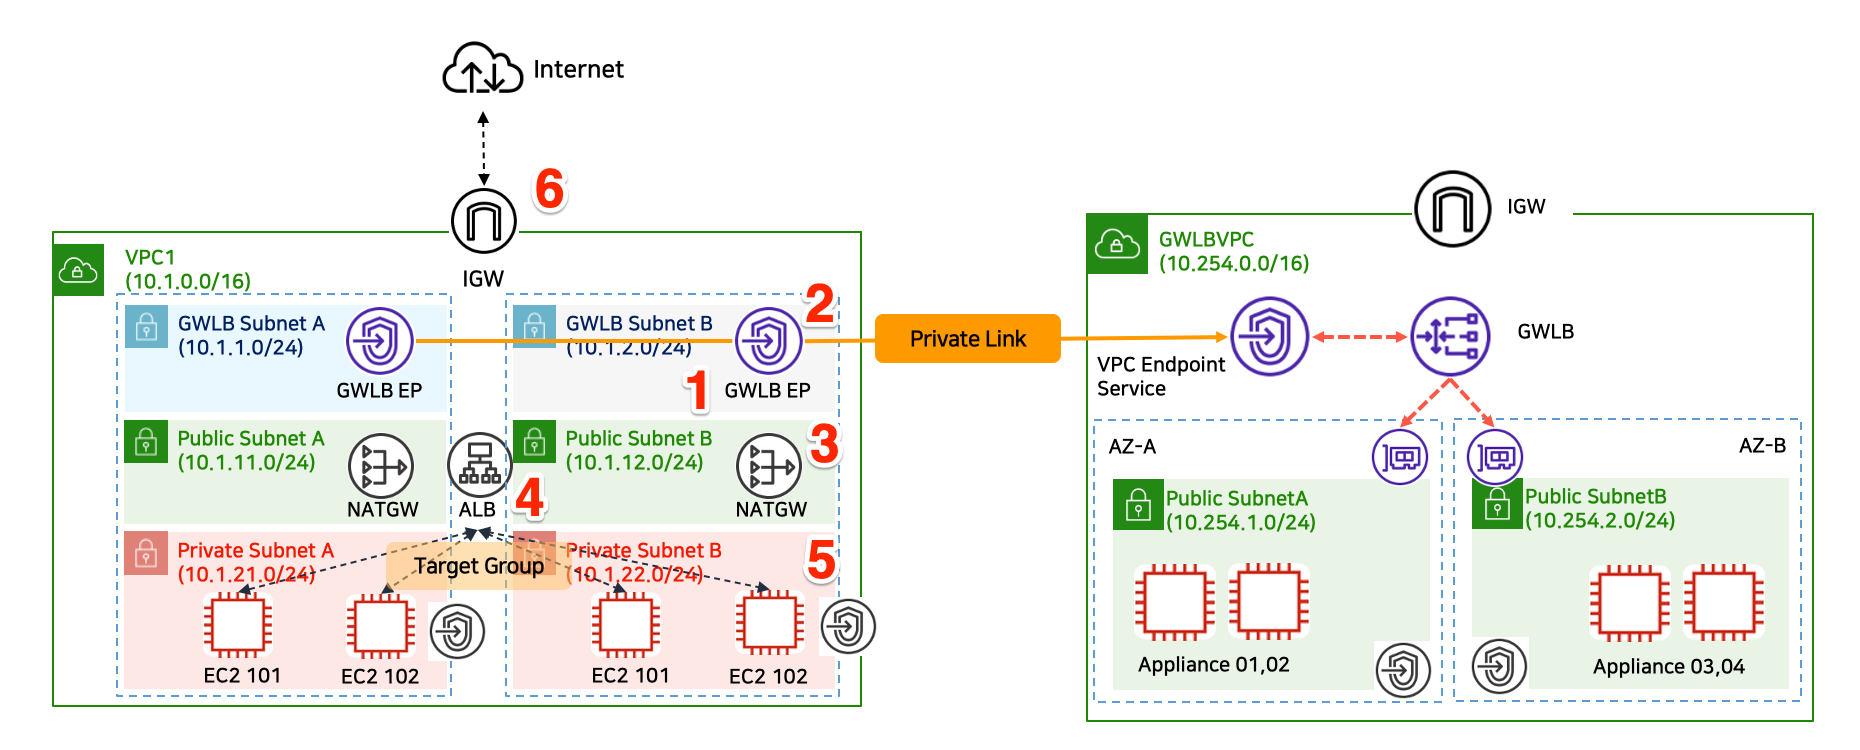 Internet
6
IGW
VPC1
(10.1.0.0/16)
GWLB Subnet A
(10.1.1.0/24)
GWLB EP
GWLB Subnet B
(10.1.2.0/24)
GWLB EP
2
1
Public Subnet A
(10.1.11.0/24)
NATGW
ALB
4
Public Subnet B
(10.1.12.0/24)
NATGW
3
Private Subnet A
(10.1.21.0/24)
Target Group
Private Subnet B
(10.1.22.0/24)
5
EC2 101
EC2 102
EC2 101
EC2 102
Private Link
IGW
GWLBVPC
(10.254.0.0/16)
VPC Endpoint
Service
GWLB
AZ-A
AZ-B
Public SubnetA
(10.254.1.0/24)
Public SubnetB
(10.254.2.0/24)
Appliance 01,02
Appliance 03,04